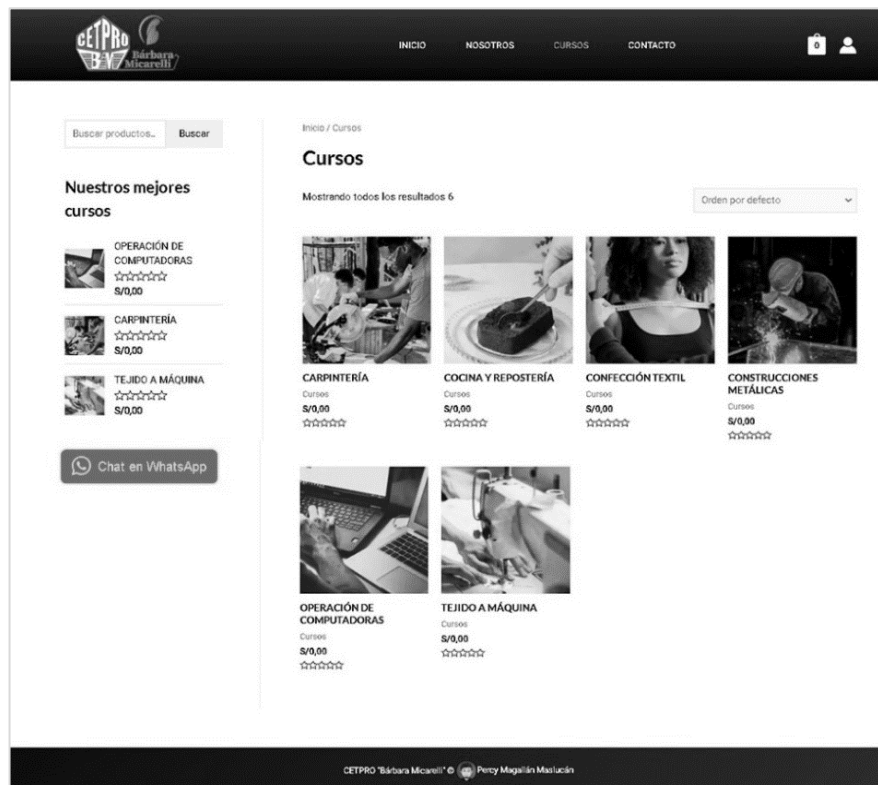 CETPRO
B·M
Bárbara
Micarelli
INICIO NOSOTROS CURSOS CONTACTO
0
Buscar productos... Buscar
Nuestros mejores
cursos
OPERACIÓN DE
COMPUTADORAS
S/0,00
CARPINTERÍA
S/0,00
TEJIDO A MÁQUINA
S/0,00
Chat en WhatsApp
Inicio / Cursos
Cursos
Mostrando todos los resultados 6
Orden por defecto
CARPINTERÍA
Cursos
S/0,00
COCINA Y REPOSTERÍA
Cursos
S/0,00
CONFECCIÓN TEXTIL
Cursos
S/0,00
CONSTRUCCIONES
METÁLICAS
Cursos
S/0,00
OPERACIÓN DE
COMPUTADORAS
Cursos
S/0,00
TEJIDO A MÁQUINA
Cursos
S/0,00
CETPRO "Bárbara Micarelli" © Percy Magallán Maslucán